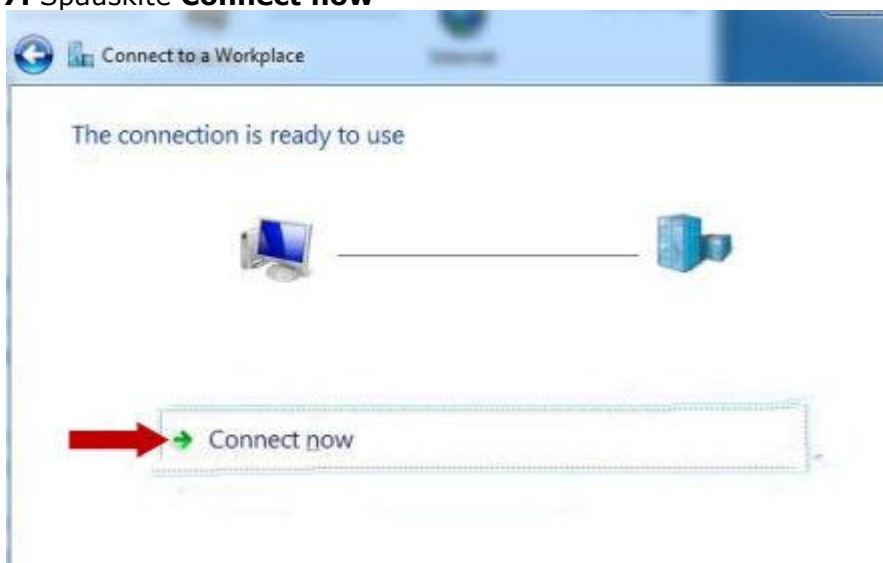 7. Spauskite Connect now
Connect to a Workplace
The connection is ready to use
Connect now